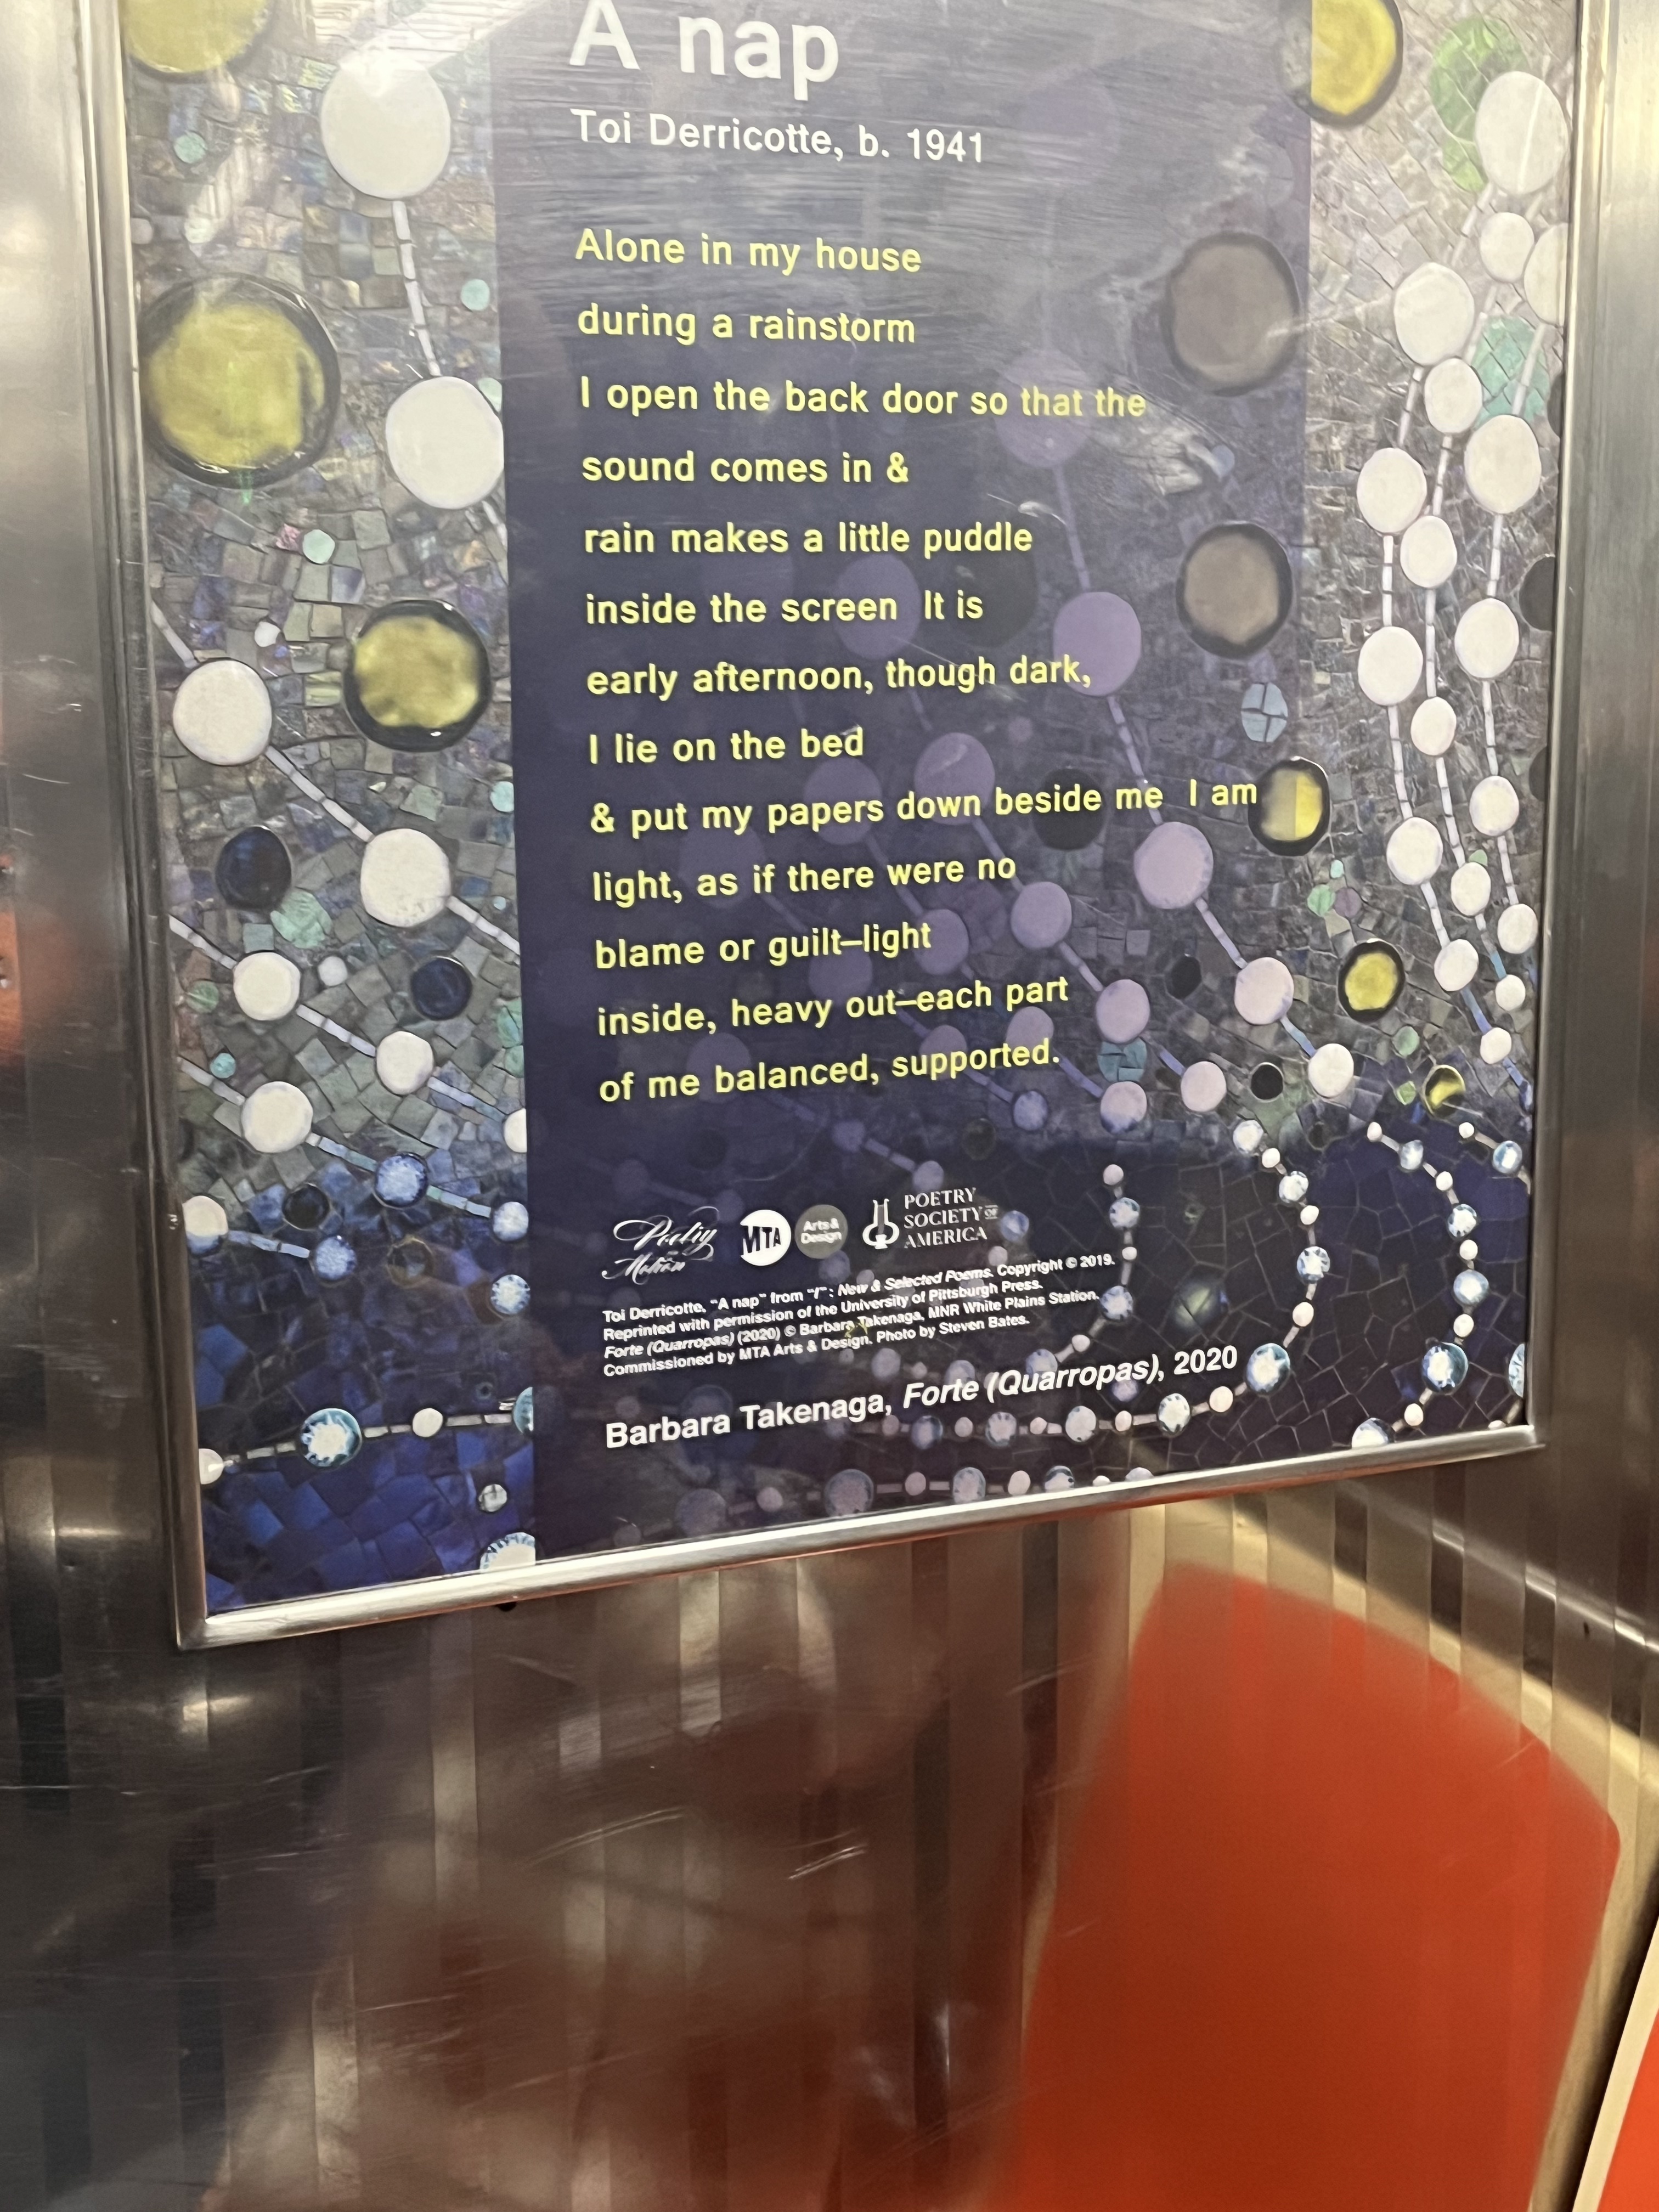 A nap
Toi Derricotte, b. 1941
Alone in my house
during a rainstorm
I open the back door so that the
sound comes in &
rain makes a little puddle
inside the screen  It is
early afternoon, though dark,
I lie on the bed
& put my papers down beside me  I am
light, as if there were no
blame or guilt–light
inside, heavy out–each part
of me balanced, supported.
Poetry in Motion MTA Arts & Design POETRY SOCIETY OF AMERICA
Toi Derricotte, “A nap” from “I”: New & Selected Poems. Copyright © 2019.
Reprinted with permission of the University of Pittsburgh Press.
Forte (Quarropas) (2020) © Barbara Takenaga, MNR White Plains Station.
Commissioned by MTA Arts & Design. Photo by Steven Bates.
Barbara Takenaga, Forte (Quarropas), 2020